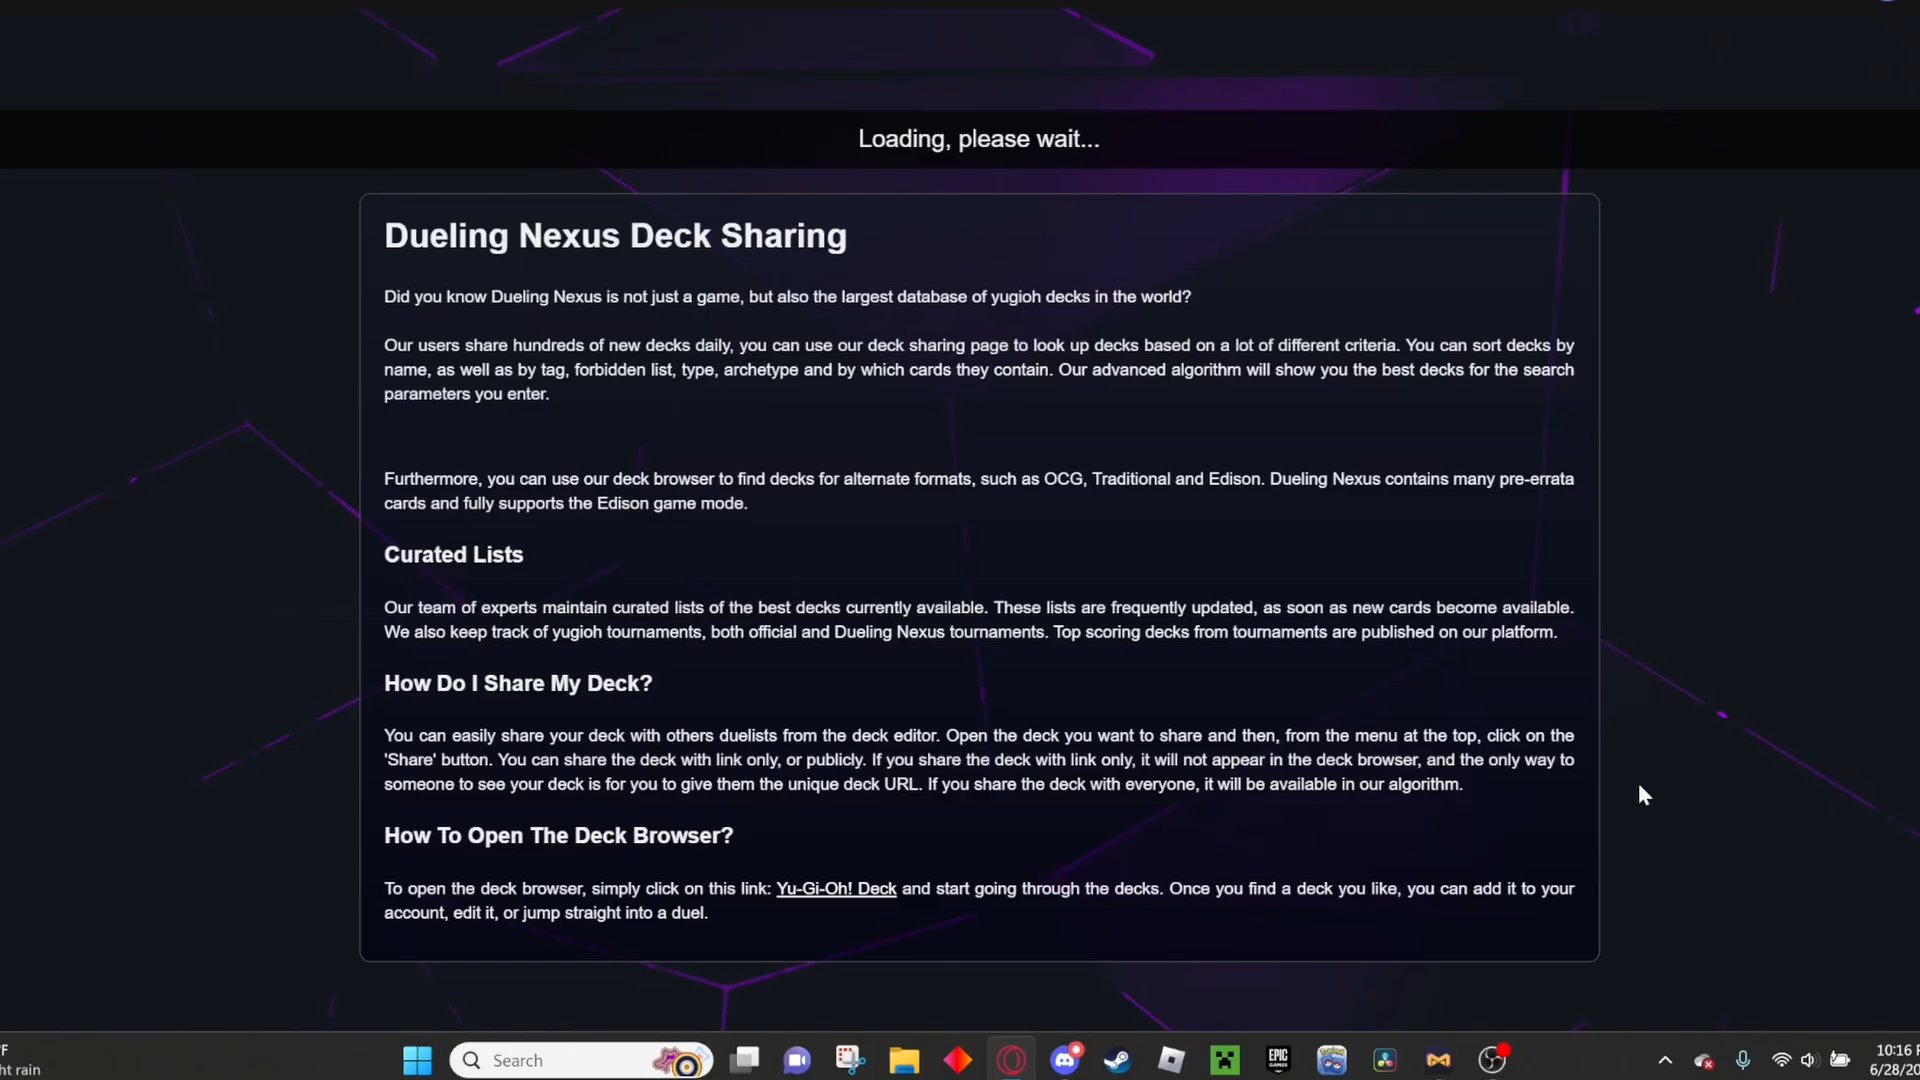 Loading, please wait...
Dueling Nexus Deck Sharing
Did you know Dueling Nexus is not just a game, but also the largest database of yugioh decks in the world?
Our users share hundreds of new decks daily, you can use our deck sharing page to look up decks based on a lot of different criteria. You can sort decks by
name, as well as by tag, forbidden list, type, archetype and by which cards they contain. Our advanced algorithm will show you the best decks for the search
parameters you enter.
Furthermore, you can use our deck browser to find decks for alternate formats, such as OCG, Traditional and Edison. Dueling Nexus contains many pre-errata
cards and fully supports the Edison game mode.
Curated Lists
Our team of experts maintain curated lists of the best decks currently available. These lists are frequently updated, as soon as new cards become available.
We also keep track of yugioh tournaments, both official and Dueling Nexus tournaments. Top scoring decks from tournaments are published on our platform.
How Do I Share My Deck?
You can easily share your deck with others duelists from the deck editor. Open the deck you want to share and then, from the menu at the top, click on the
'Share' button. You can share the deck with link only, or publicly. If you share the deck with link only, it will not appear in the deck browser, and the only way to
someone to see your deck is for you to give them the unique deck URL. If you share the deck with everyone, it will be available in our algorithm.
How To Open The Deck Browser?
To open the deck browser, simply click on this link: Yu-Gi-Oh! Deck and start going through the decks. Once you find a deck you like, you can add it to your
account, edit it, or jump straight into a duel.
F
ht rain
Search
EPIC
GAMES
10:16 P
6/28/20